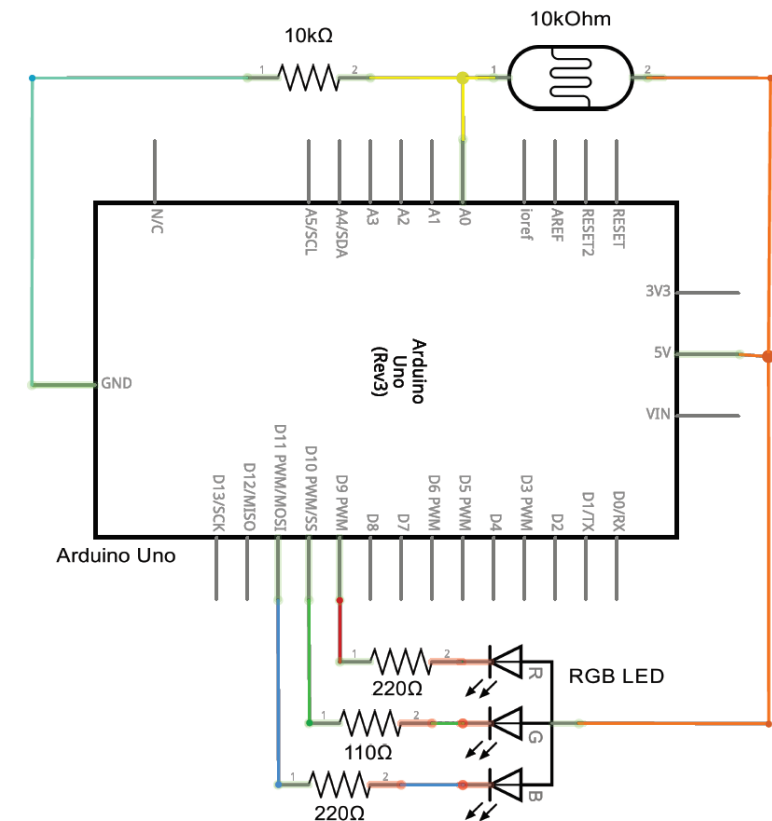 10kOhm
10kΩ
1
2
1
2
N/C
A5/SCL
A4/SDA
A3
A2
A1
A0
ioref
AREF
RESET2
RESET
3V3
5V
VIN
GND
Arduino
Uno
(Rev3)
D13/SCK
D12/MISO
D11 PWM/MOSI
D10 PWM/SS
D9 PWM
D8
D7
D6 PWM
D5 PWM
D4
D3 PWM
D2
D1/TX
D0/RX
Arduino Uno
1
2
220Ω
R
RGB LED
1
2
110Ω
G
1
2
220Ω
B